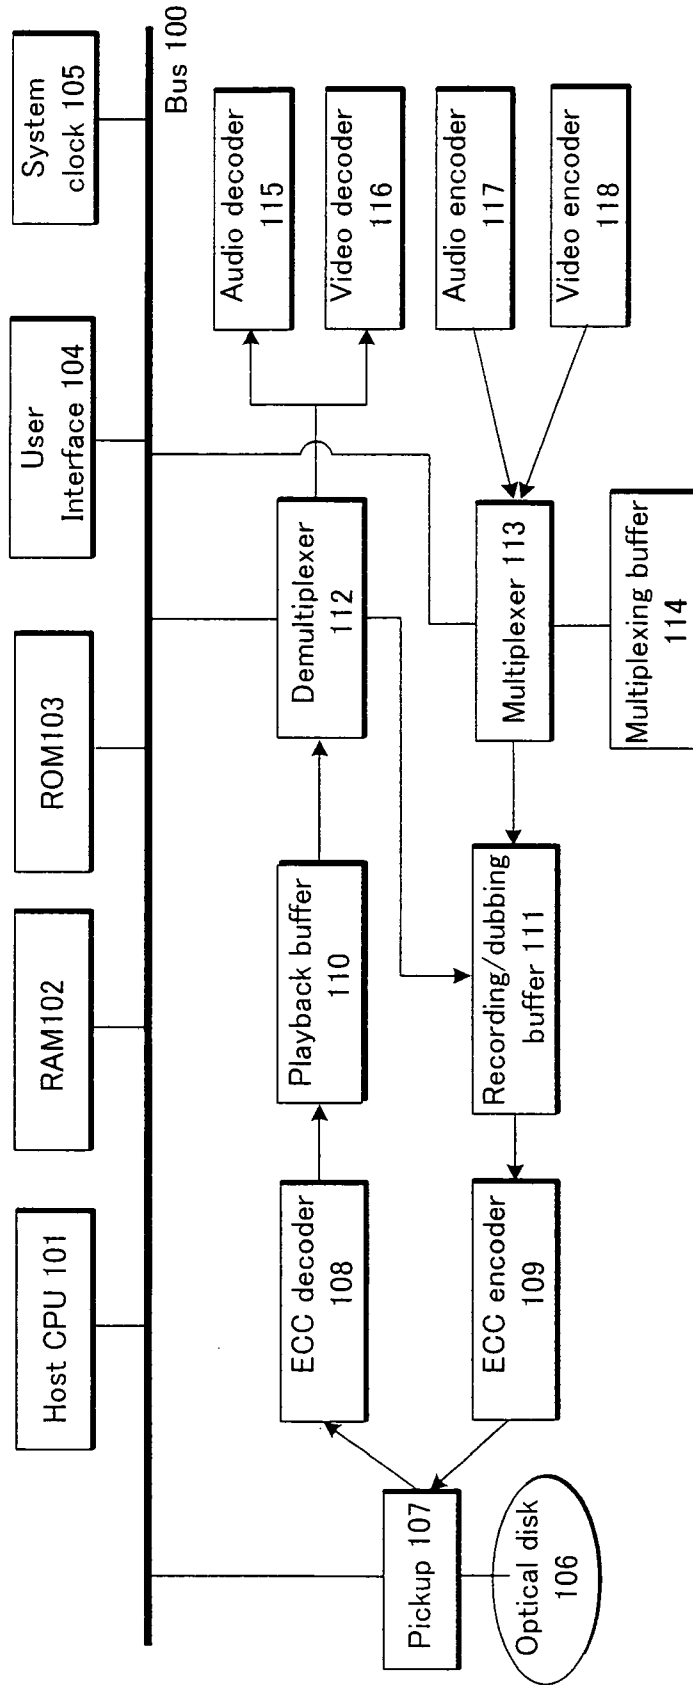 Host CPU 101
RAM102
ROM103
User
Interface 104
System
clock 105
Bus 100
ECC decoder
108
Playback buffer
110
Demultiplexer
112
Audio decoder
115
Video decoder
116
Audio encoder
117
Video encoder
118
Pickup 107
Optical disk
106
ECC encoder
109
Recording/dubbing
buffer 111
Multiplexer 113
Multiplexing buffer
114